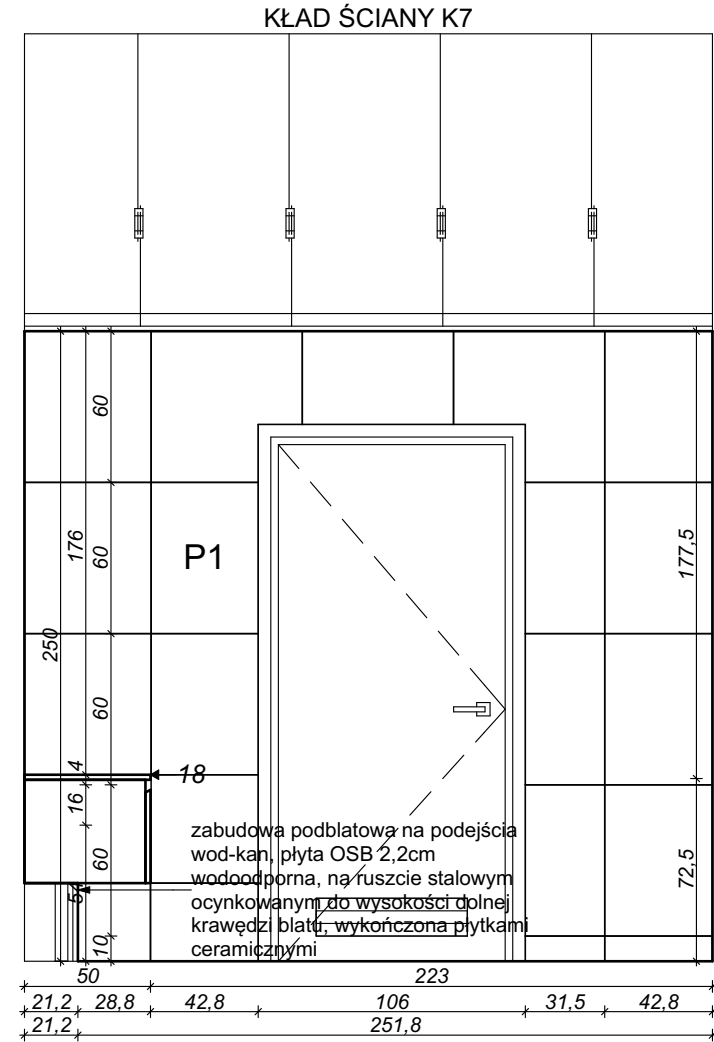 KŁAD ŚCIANY K7
60
176
60
177,5
P1
250
60
4
18
16
zabudowa podblatowa na podejścia
wod-kan, płyta OSB 2,2cm
60
72,5
wodoodporna, na ruszcie stalowym
5
ocynkowanym do wysokości dolnej
krawędzi blatu, wykończona płytkami
10
ceramicznymi
50 223
21,2 28,8 42,8 106 31,5 42,8
21,2 251,8